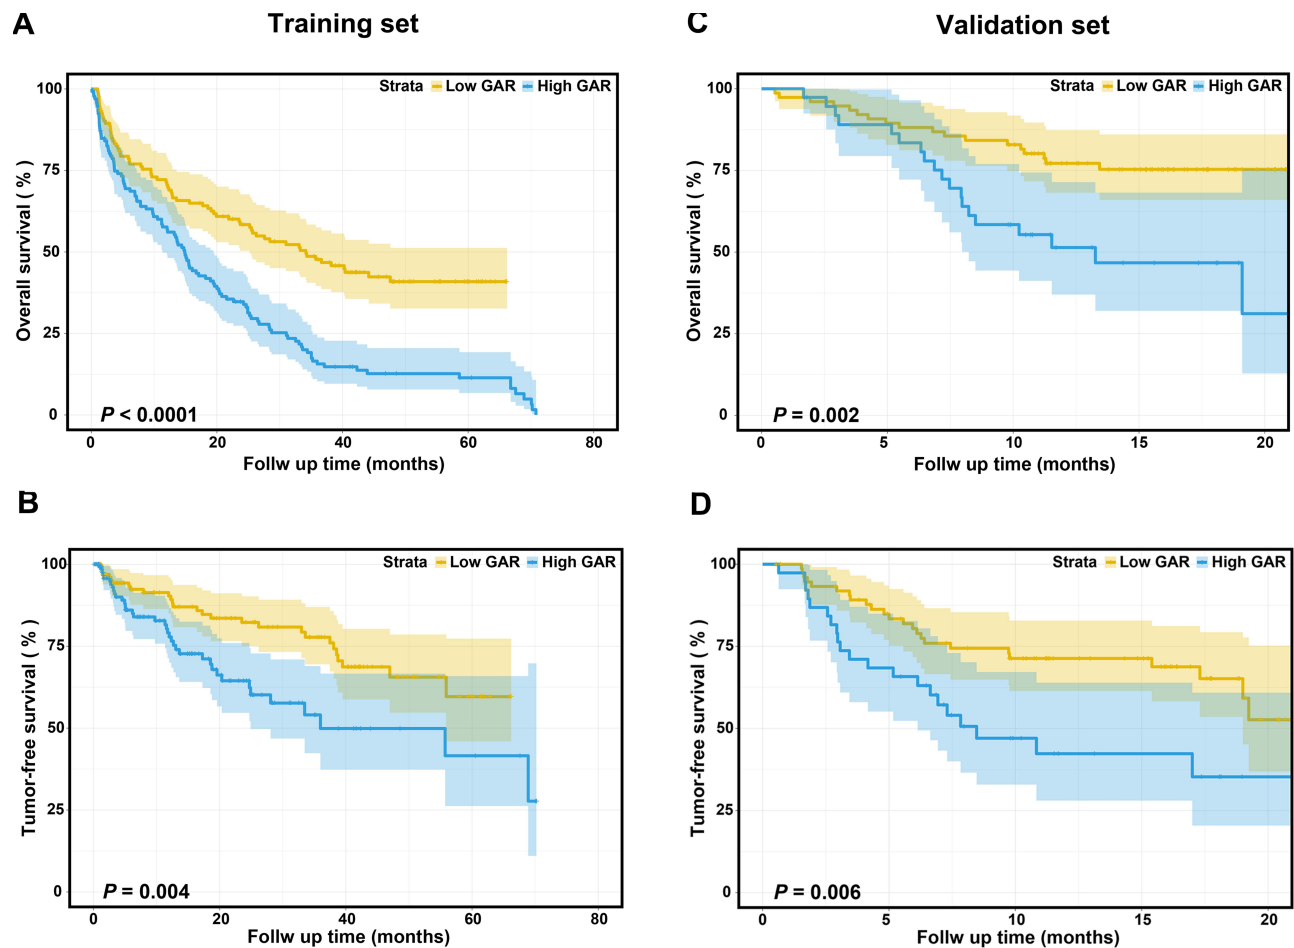 A
Training set
Strata Low GAR High GAR
100
75
50
25
0
Overall survival ( % )
P < 0.0001
0 20 40 60 80
Follw up time (months)
C
Validation set
Strata Low GAR High GAR
100
75
50
25
0
Overall survival ( % )
P = 0.002
0 5 10 15 20
Follw up time (months)
B
Strata Low GAR High GAR
100
75
50
25
0
Tumor-free survival ( % )
P = 0.004
0 20 40 60 80
Follw up time (months)
D
Strata Low GAR High GAR
100
75
50
25
0
Tumor-free survival ( % )
P = 0.006
0 5 10 15 20
Follw up time (months)